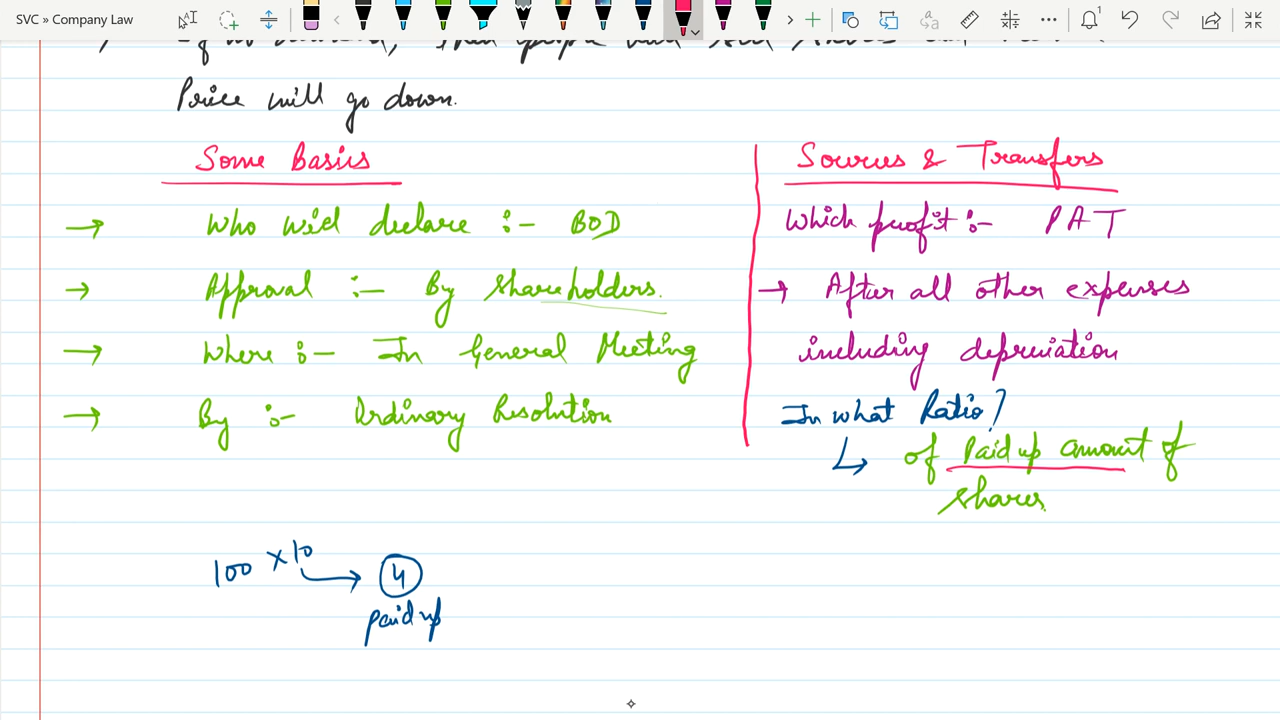 SVC » Company Law
Price will go down.
Some Basics
→ Who will declare :- BOD
→ Approval :- By Shareholders.
→ Where :- In General Meeting
→ By :- Ordinary Resolution
Sources & Transfers
Which profit :- PAT
→ After all other expenses
including depreciation
In what Ratio?
↳ of Paid up amount of
shares.
100 × 10 → 4
paid up